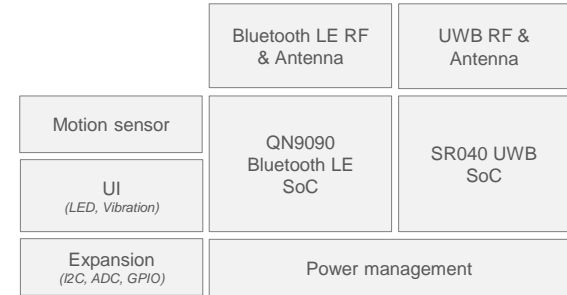 Bluetooth LE RF
& Antenna
UWB RF &
Antenna
Motion sensor
QN9090
Bluetooth LE
SoC
SR040 UWB
SoC
UI
(LED, Vibration)
Expansion
(I2C, ADC, GPIO)
Power management